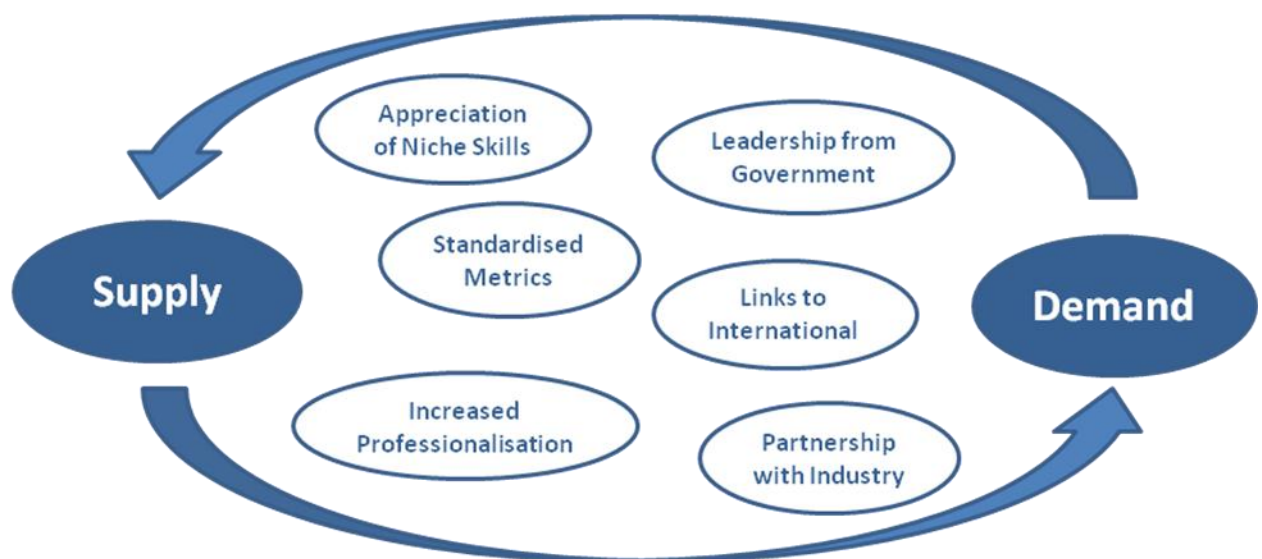 Appreciation
of Niche Skills
Leadership from
Government
Standardised
Metrics
Supply
Links to
International
Demand
Increased
Professionalisation
Partnership
with Industry